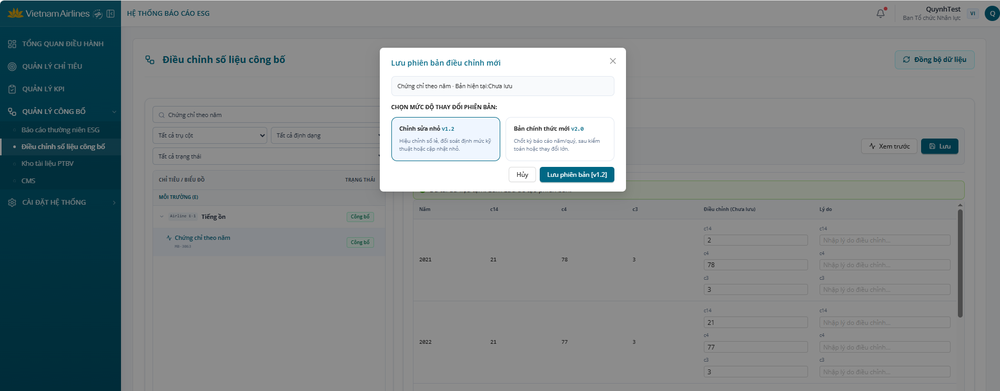 Vietnam Airlines
HỆ THỐNG BÁO CÁO ESG
QuynhTest
Ban Tổ chức Nhân lực
VI
Q
TỔNG QUAN ĐIỀU HÀNH
QUẢN LÝ CHỈ TIÊU
QUẢN LÝ KPI
QUẢN LÝ CÔNG BỐ
Báo cáo thường niên ESG
Điều chỉnh số liệu công bố
Kho tài liệu PTBV
CMS
CÀI ĐẶT HỆ THỐNG
Điều chỉnh số liệu công bố
Đồng bộ dữ liệu
Chứng chỉ theo năm
Tất cả trụ cột
Tất cả định dạng
Tất cả trạng thái
CHỈ TIÊU / BIỂU ĐỒ
TRẠNG THÁI
MÔI TRƯỜNG (E)
Airline E-1
Tiếng ồn
Công bố
Chứng chỉ theo năm
MB-3063
Công bố
Lưu phiên bản điều chỉnh mới
Chứng chỉ theo năm · Bản hiện tại:Chưa lưu
CHỌN MỨC ĐỘ THAY ĐỔI PHIÊN BẢN:
Chỉnh sửa nhỏ v1.2
Hiệu chỉnh số lẻ, đối soát định mức kỹ
thuật hoặc cập nhật nhỏ.
Bản chính thức mới v2.0
Chốt kỳ báo cáo năm/quý, sau kiểm
toán hoặc thay đổi lớn.
Hủy
Lưu phiên bản [v1.2]
Xem trước
Lưu
Năm
c14
c4
c3
Điều chỉnh (Chưa lưu)
Lý do
2021
21
78
3
c14
2
c14
Nhập lý do điều chỉnh...
c4
78
c4
Nhập lý do điều chỉnh...
c3
3
c3
Nhập lý do điều chỉnh...
2022
21
77
3
c14
21
c14
Nhập lý do điều chỉnh...
c4
77
c4
Nhập lý do điều chỉnh...
c3
3
c3
Nhập lý do điều chỉnh...